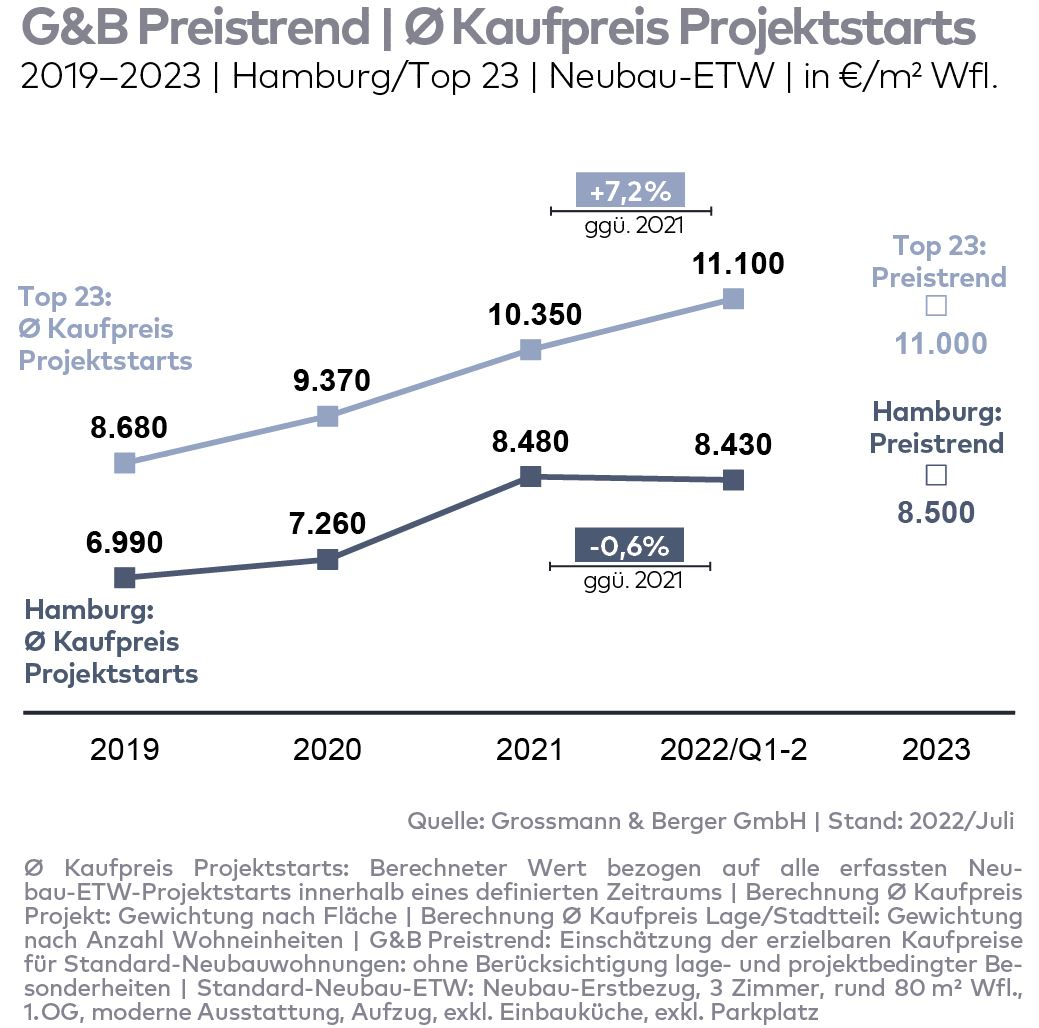 G&B Preistrend | Ø Kaufpreis Projektstarts
2019–2023 | Hamburg/Top 23 | Neubau-ETW | in €/m² Wfl.
+7,2%
ggü. 2021
11.100
Top 23:
Preistrend
11.000
Top 23:
Ø Kaufpreis
Projektstarts
10.350
9.370
8.680
Hamburg:
Preistrend
8.500
8.480
8.430
7.260
6.990
-0,6%
ggü. 2021
Hamburg:
Ø Kaufpreis
Projektstarts
2019 2020 2021 2022/Q1-2 2023
Quelle: Grossmann & Berger GmbH | Stand: 2022/Juli
Ø Kaufpreis Projektstarts: Berechneter Wert bezogen auf alle erfassten Neu-
bau-ETW-Projektstarts innerhalb eines definierten Zeitraums | Berechnung Ø Kaufpreis
Projekt: Gewichtung nach Fläche | Berechnung Ø Kaufpreis Lage/Stadtteil: Gewichtung
nach Anzahl Wohneinheiten | G&B Preistrend: Einschätzung der erzielbaren Kaufpreise
für Standard-Neubauwohnungen: ohne Berücksichtigung lage- und projektbedingter Be-
sonderheiten | Standard-Neubau-ETW: Neubau-Erstbezug, 3 Zimmer, rund 80 m² Wfl.,
1.OG, moderne Ausstattung, Aufzug, exkl. Einbauküche, exkl. Parkplatz